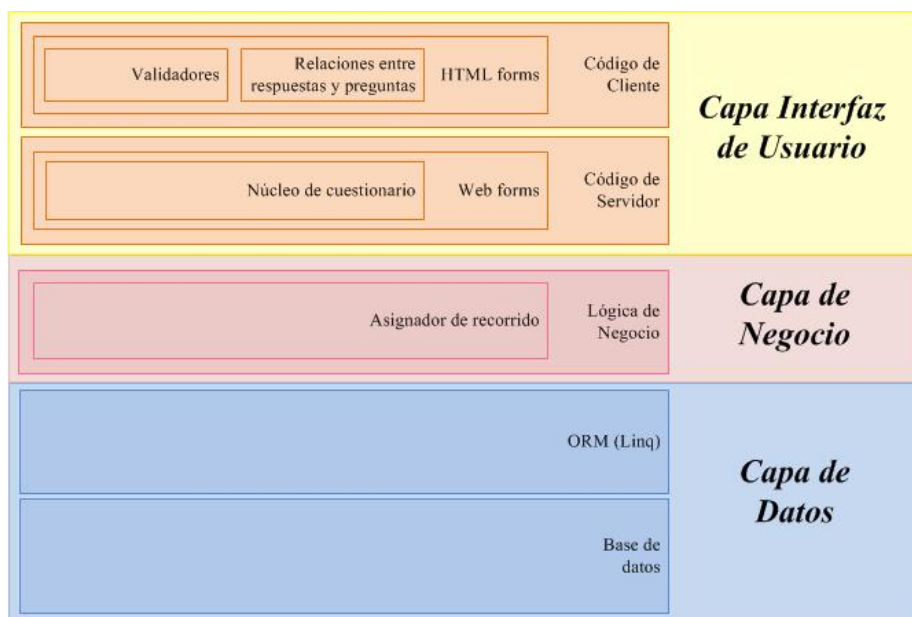 Validadores
Relaciones entre
respuestas y preguntas
HTML forms
Código de
Cliente
Capa Interfaz
de Usuario
Núcleo de cuestionario
Web forms
Código de
Servidor
Asignador de recorrido
Lógica de
Negocio
Capa de
Negocio
ORM (Linq)
Base de
datos
Capa de
Datos